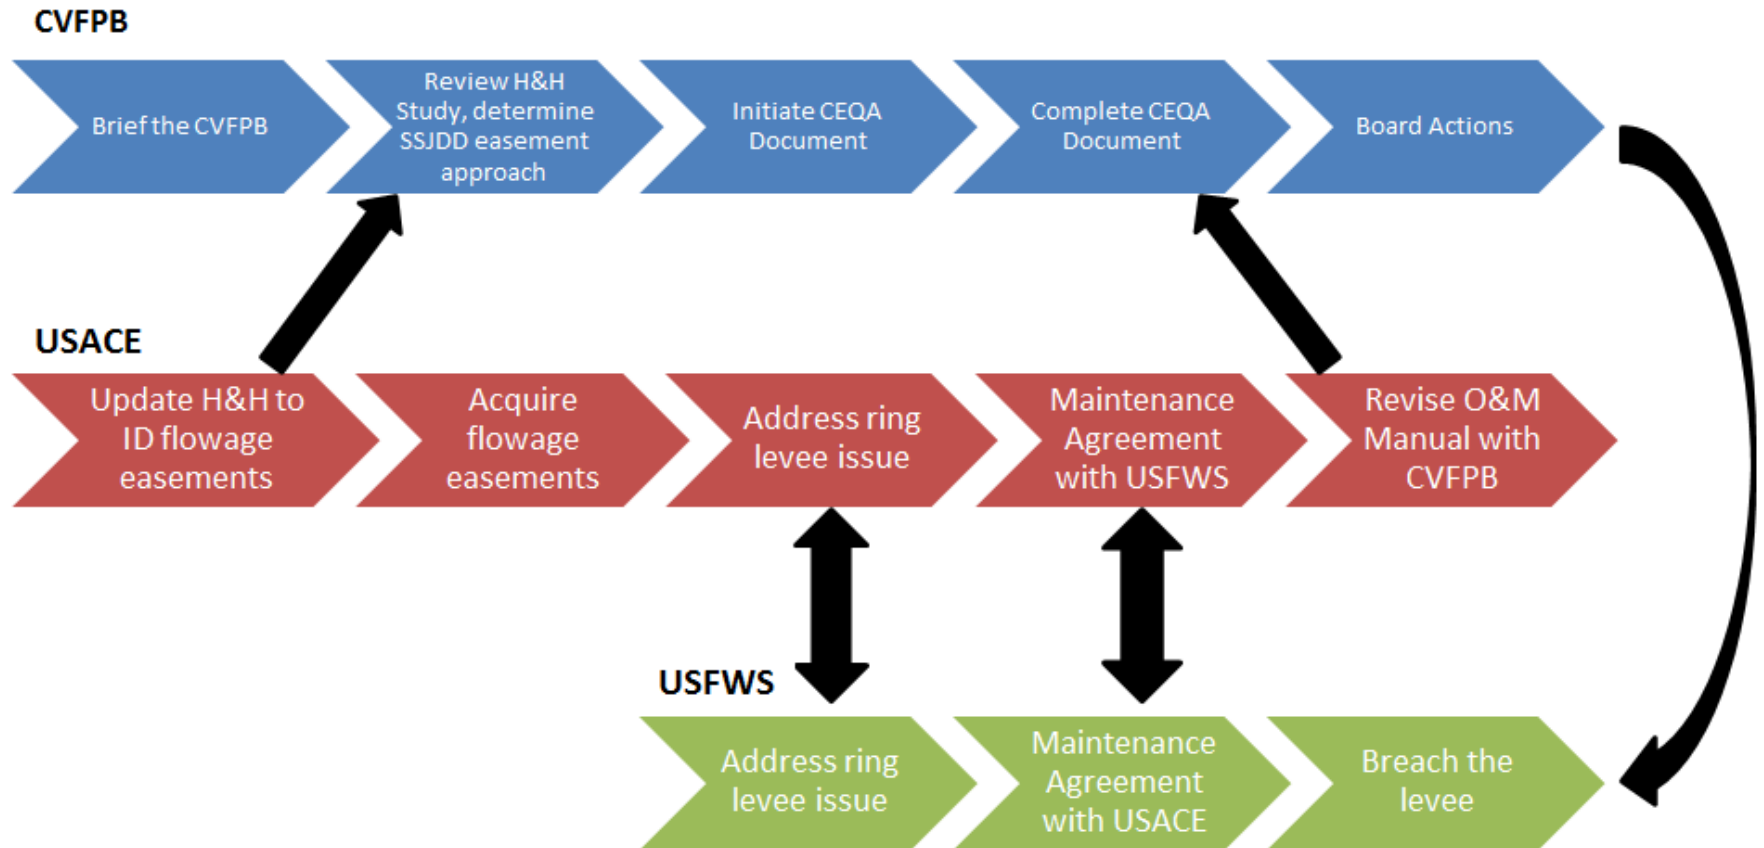 CVFPB
Brief the CVFPB
Review H&H
Study, determine
SSJDD easement
approach
Initiate CEQA
Document
Complete CEQA
Document
Board Actions
USACE
Update H&H to
ID flowage
easements
Acquire
flowage
easements
Address ring
levee issue
Maintenance
Agreement
with USFWS
Revise O&M
Manual with
CVFPB
USFWS
Address ring
levee issue
Maintenance
Agreement
with USACE
Breach the
levee